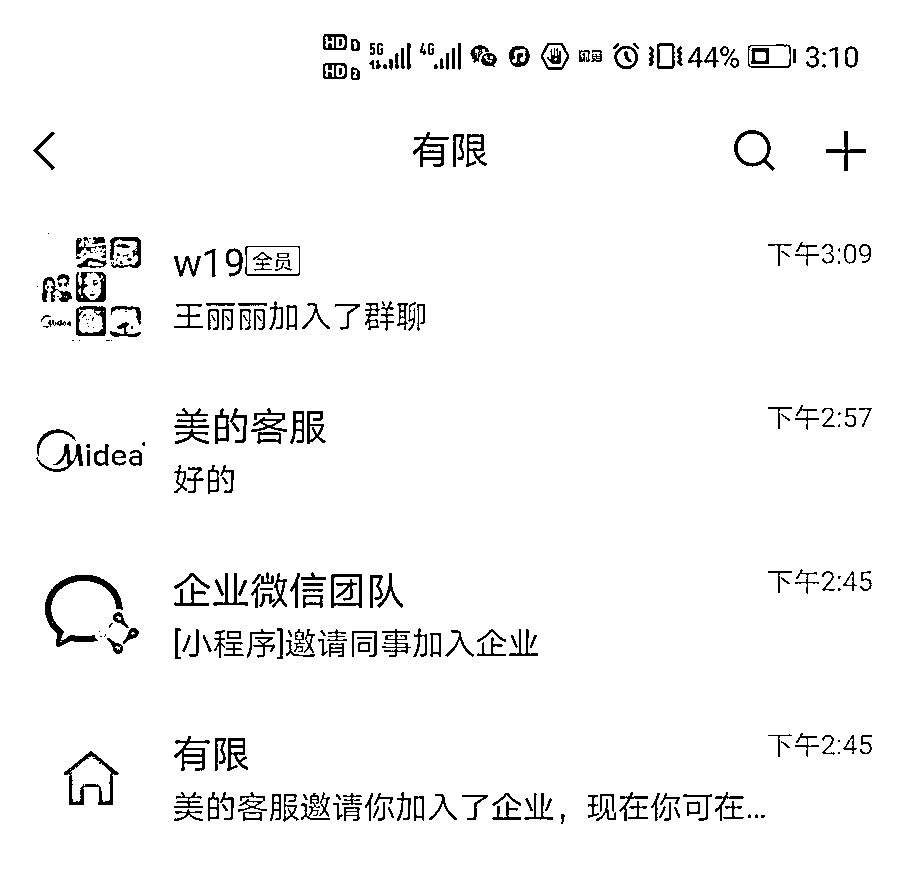 HD 1 5G 4G 44% 3:10
HD 2
有限
w19 全员 下午3:09
王丽丽加入了群聊
Midea
美的客服 下午2:57
Midea
好的
企业微信团队 下午2:45
[小程序]邀请同事加入企业
有限 下午2:45
美的客服邀请你加入了企业，现在你可在...